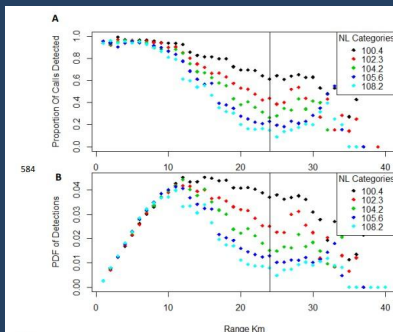 A
Proportion Of Calls Detected
1.0
0.8
0.6
0.4
0.2
0.0
NL Categories
100.4
102.3
104.2
105.6
108.2
0 10 20 30 40
584
B
PDF of Detections
0.04
0.03
0.02
0.01
0.00
NL Categories
100.4
102.3
104.2
105.6
108.2
0 10 20 30 40
Range Km